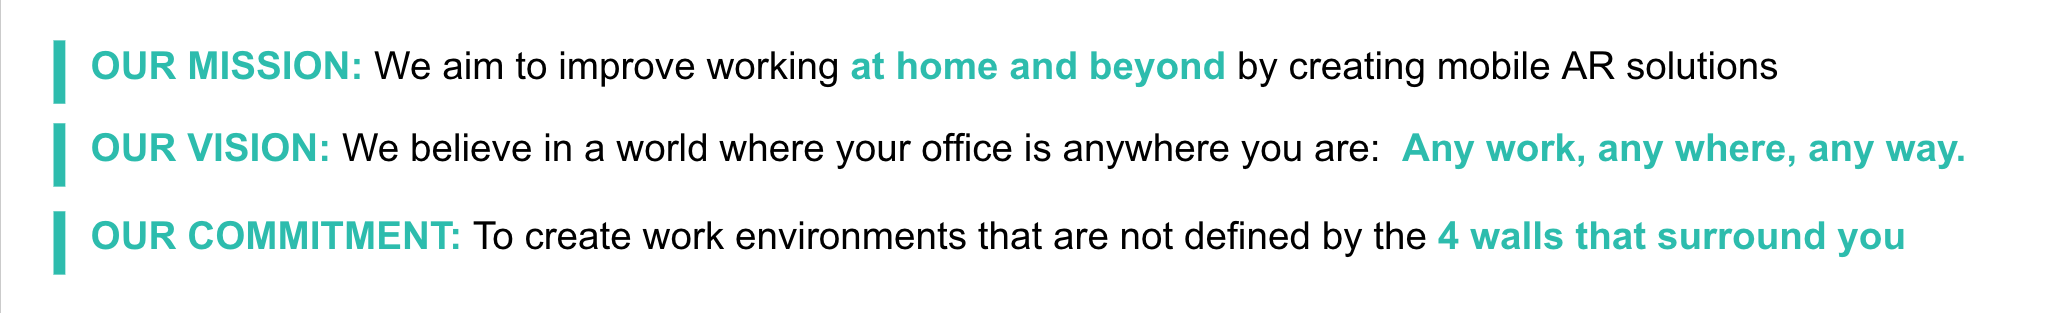 OUR MISSION: We aim to improve working at home and beyond by creating mobile AR solutions
OUR VISION: We believe in a world where your office is anywhere you are:  Any work, any where, any way.
OUR COMMITMENT: To create work environments that are not defined by the 4 walls that surround you